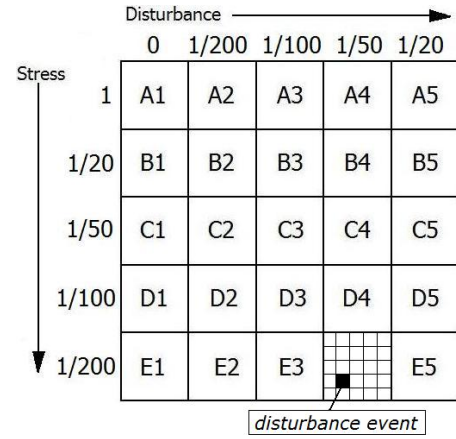 Disturbance
0 1/200 1/100 1/50 1/20
Stress
1 A1 A2 A3 A4 A5
1/20 B1 B2 B3 B4 B5
1/50 C1 C2 C3 C4 C5
1/100 D1 D2 D3 D4 D5
1/200 E1 E2 E3 E5
disturbance event